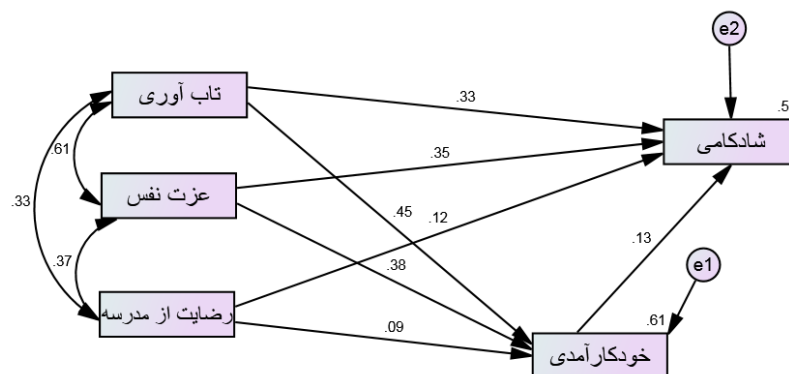 e2
تاب آوری
.33
.5
شادکامی
.61
.35
.33
عزت نفس
.45
.12
.13
.37
.38
e1
رضایت از مدرسه
.09
.61
خودکارآمدی